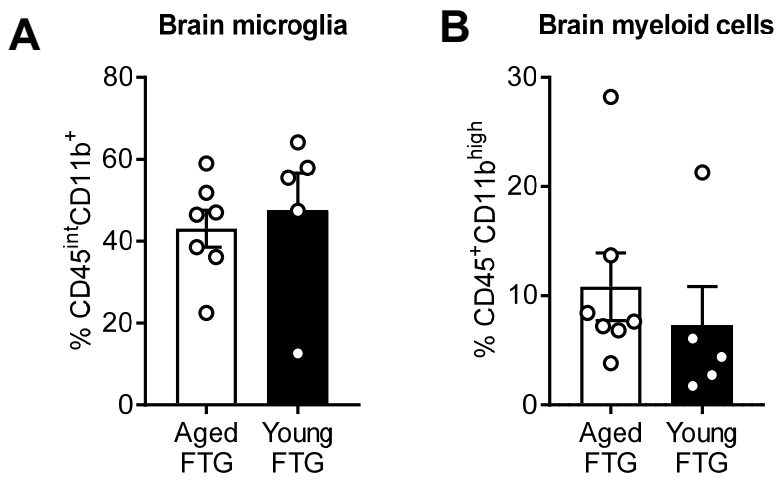 A
Brain microglia
% CD45intCD11b+
80
60
40
20
0
Aged
FTG
Young
FTG
B
Brain myeloid cells
% CD45+CD11bhigh
30
20
10
0
Aged
FTG
Young
FTG